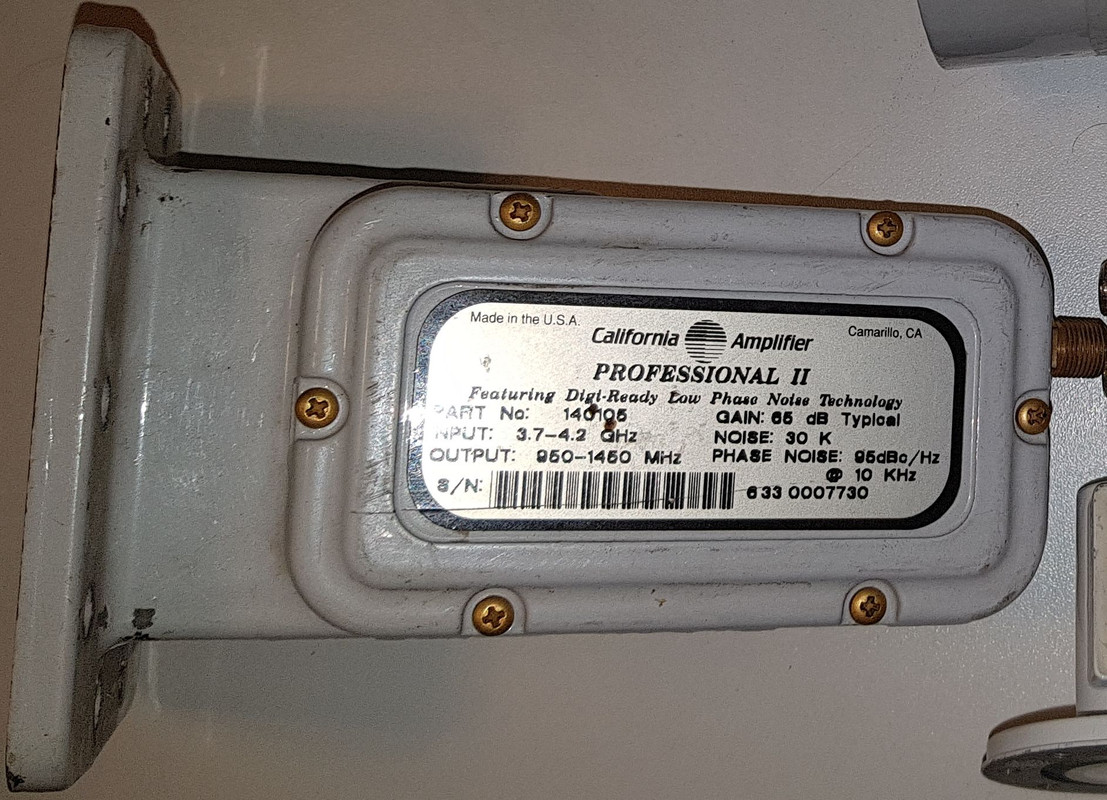 Made in the U.S.A.
California Amplifier
Camarillo, CA
PROFESSIONAL II
Featuring Digi-Ready Low Phase Noise Technology
PART No: 140105 GAIN: 65 dB Typical
INPUT: 3.7-4.2 GHz NOISE: 30 K
OUTPUT: 950-1450 MHz PHASE NOISE: 95dBc/Hz
@ 10 KHz
S/N: 633 0007730